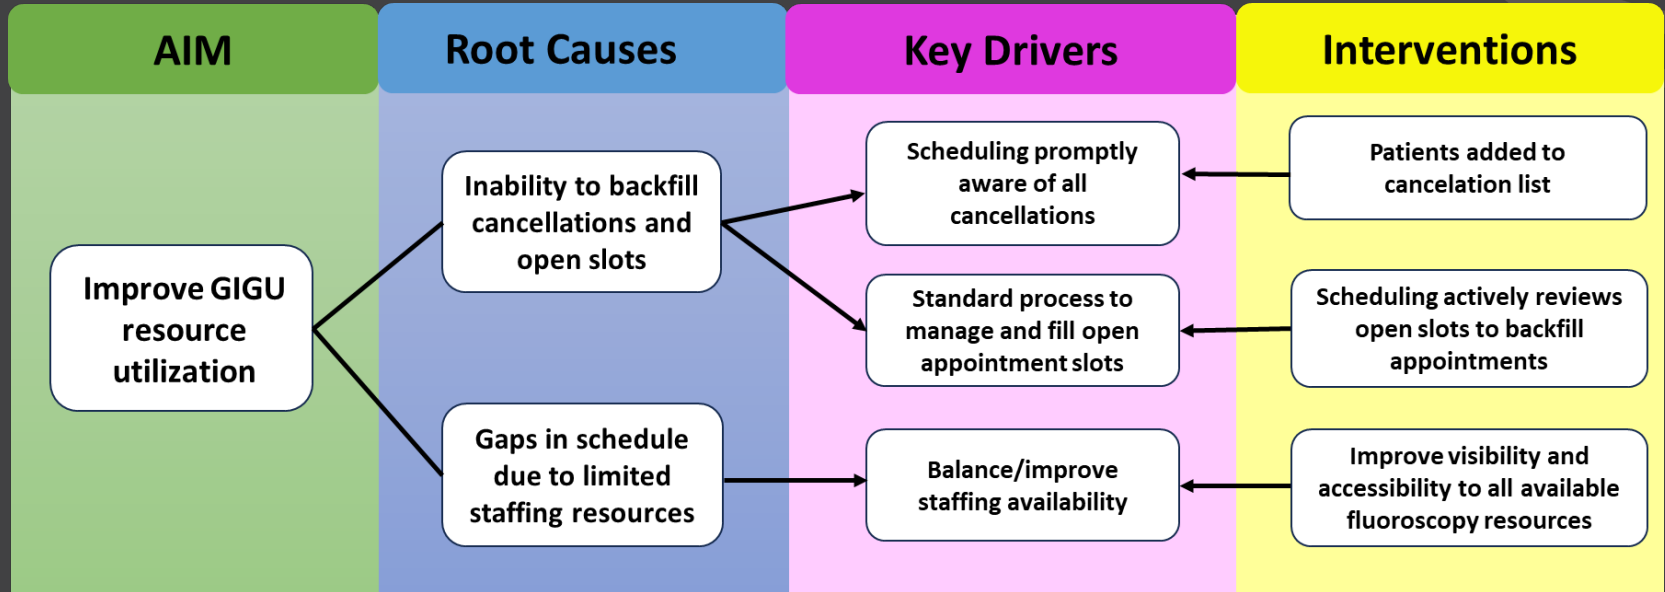 AIM
Root Causes
Key Drivers
Interventions
Improve GIGU
resource
utilization
Inability to backfill
cancellations and
open slots
Gaps in schedule
due to limited
staffing resources
Scheduling promptly
aware of all
cancellations
Standard process to
manage and fill open
appointment slots
Balance/improve
staffing availability
Patients added to
cancelation list
Scheduling actively reviews
open slots to backfill
appointments
Improve visibility and
accessibility to all available
fluoroscopy resources